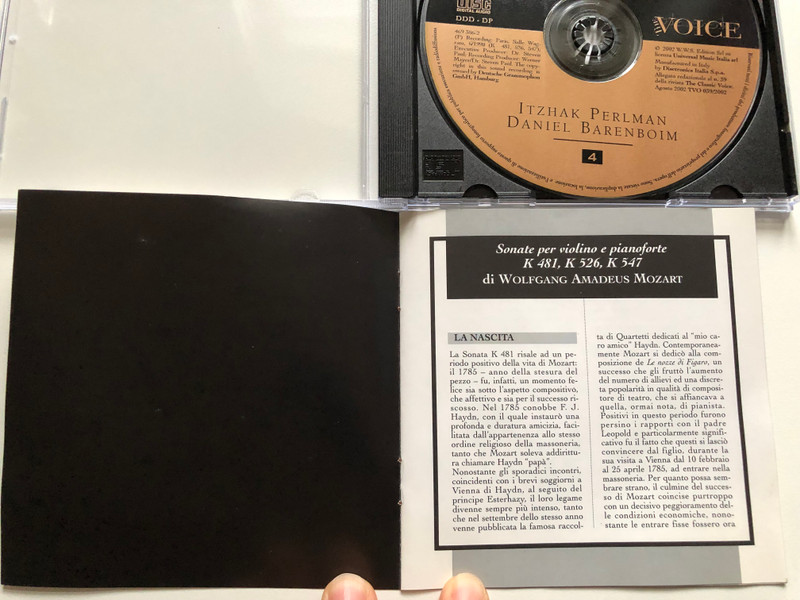 DISC
DIGITAL AUDIO
DDD - DP
VOICE
ITZHAK PERLMAN
DANIEL BARENBOIM
4
Sonate per violino e pianoforte
K 481, K 526, K 547
di WOLFGANG AMADEUS MOZART
LA NASCITA
La Sonata K 481 risale ad un pe-
riodo positivo della vita di Mozart:
il 1785 – anno della stesura del
pezzo – fu, infatti, un momento fe-
lice sia sotto l'aspetto compositivo,
che affettivo e sia per il successo ri-
scosso. Nel 1785 conobbe F. J.
Haydn, con il quale instaurò una
profonda e duratura amicizia, faci-
litata dall'appartenenza allo stesso
ordine religioso della massoneria,
tanto che Mozart soleva addirittu-
ra chiamare Haydn "papà".
Nonostante gli sporadici incontri,
coincidenti con i brevi soggiorni a
Vienna di Haydn, al seguito del
principe Esterhazy, il loro legame
divenne sempre più intenso, tanto
che nel settembre dello stesso anno
venne pubblicata la famosa raccol-
ta di Quartetti dedicati al "mio ca-
ro amico" Haydn. Contemporanea-
mente Mozart si dedicò alla com-
posizione de Le nozze di Figaro, un
successo che gli fruttò l'aumento
del numero di allievi ed una discre-
ta popolarità in qualità di composi-
tore di teatro, che si affiancava a
quella, ormai nota, di pianista.
Positivi in questo periodo furono
persino i rapporti con il padre
Leopold e particolarmente signifi-
cativo fu il fatto che questi si lasciò
convincere dal figlio, durante la
sua visita a Vienna dal 10 febbraio
al 25 aprile 1785, ad entrare nella
massoneria. Per quanto possa sem-
brare strano, il culmine del succes-
so di Mozart coincise purtroppo
con un decisivo peggioramento del-
le condizioni economiche, nono-
stante le entrare fisse fossero ora